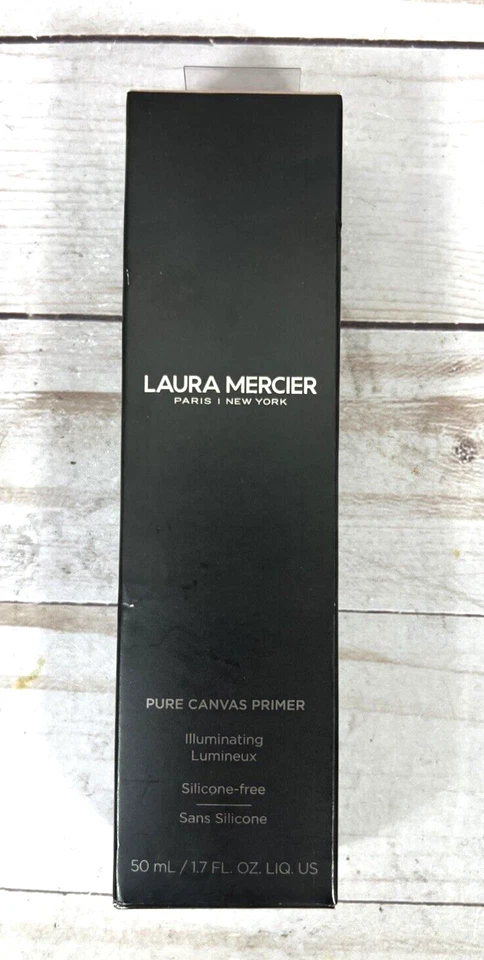 LAURA MERCIER
PARIS | NEW YORK
PURE CANVAS PRIMER
Illuminating
Lumineux
Silicone-free
Sans Silicone
50 mL / 1.7 FL. OZ. LIQ. US